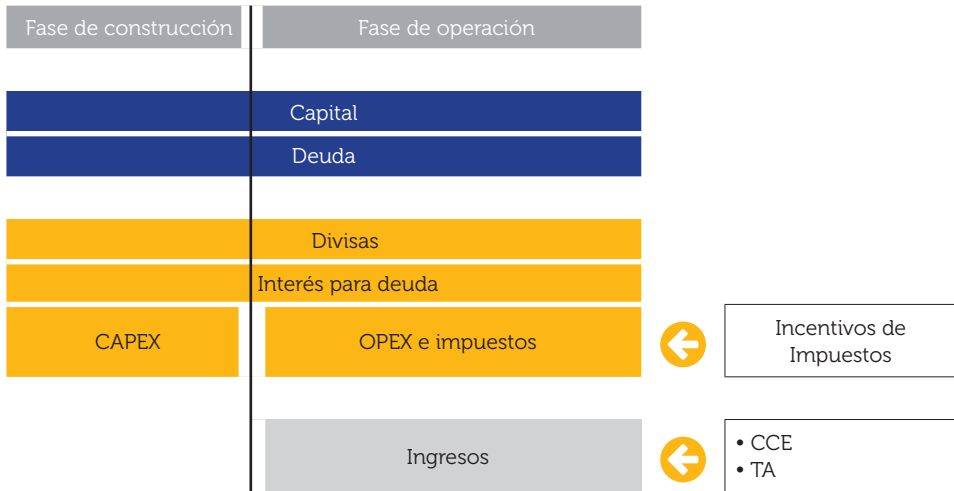 Fase de construcción
Fase de operación
Capital
Deuda
Divisas
Interés para deuda
CAPEX
OPEX e impuestos
Incentivos de
Impuestos
Ingresos
• CCE
• TA